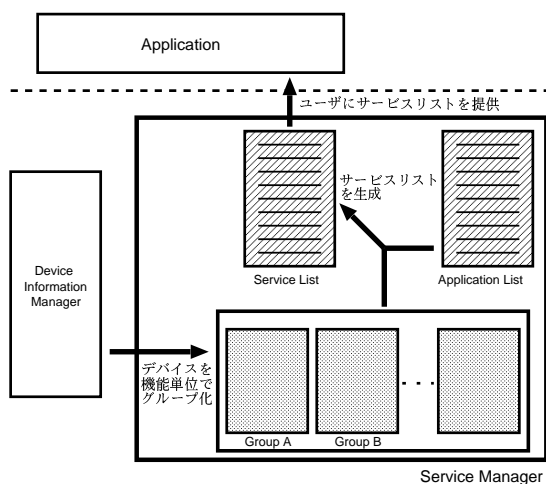 Application
ユーザにサービスリストを提供
サービスリスト
を生成
Device
Information
Manager
Service List
Application List
デバイスを
機能単位で
グループ化
Group A
Group B
Service Manager